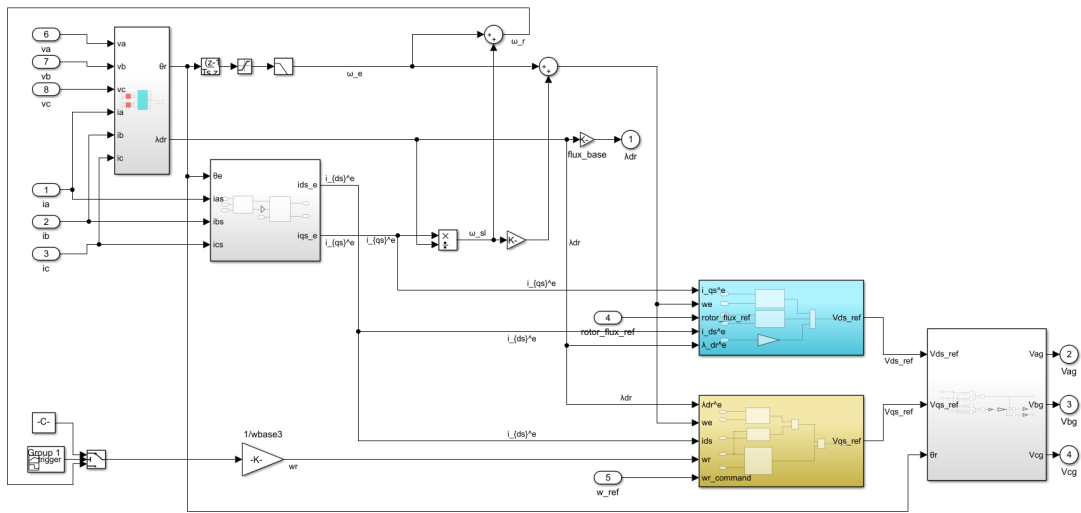 6
va
7
vb
8
vc
1
ia
2
ib
3
ic
va
vb
vc
ia
ib
ic
θr
λdr
(z-1
Ts z
ω_e
+
+
ω_r
+
+
K-
flux_base
1
λdr
θe
ias
ibs
ics
ids_e
iqs_e
i_{ds}^e
i_{qs}^e
i_{qs}^e
×
÷
ω_sl
K-
λdr
i_{qs}^e
4
rotor_flux_ref
i_{ds}^e
i_qs^e
we
rotor_flux_ref
i_ds^e
λ_dr^e
Vds_ref
Vds_ref
λdr
i_{ds}^e
5
w_ref
λdr^e
we
ids
wr
wr_command
Vqs_ref
Vqs_ref
Vds_ref
Vqs_ref
θr
Vag
Vbg
Vcg
2
Vag
3
Vbg
4
Vcg
-C-
Group 1
trigger
1/wbase3
-K-
wr